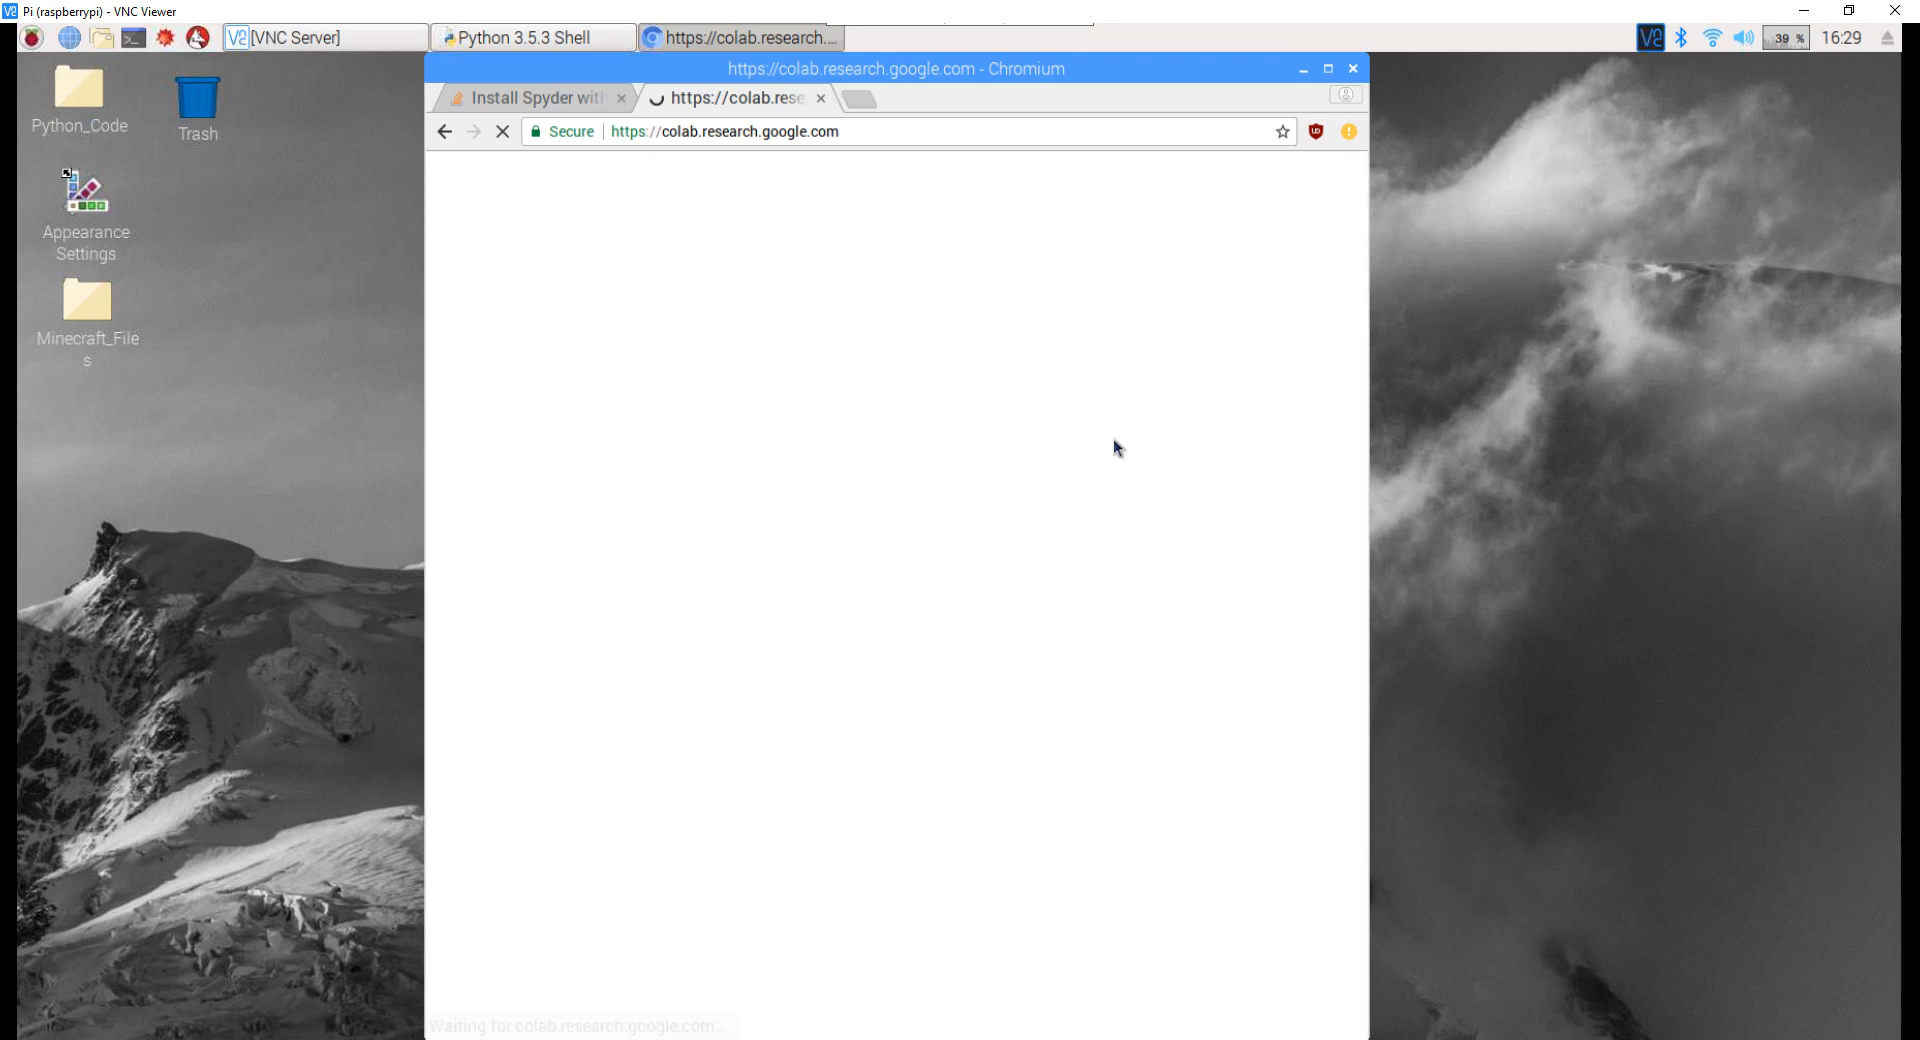 Pi (raspberrypi) - VNC Viewer
[VNC Server]
Python 3.5.3 Shell
https://colab.research....
39 %
16:29
https://colab.research.google.com - Chromium
Install Spyder with
https://colab.rese
Secure
https://colab.research.google.com
Python_Code
Trash
Appearance
Settings
Minecraft_File
s
Waiting for colab.research.google.com...